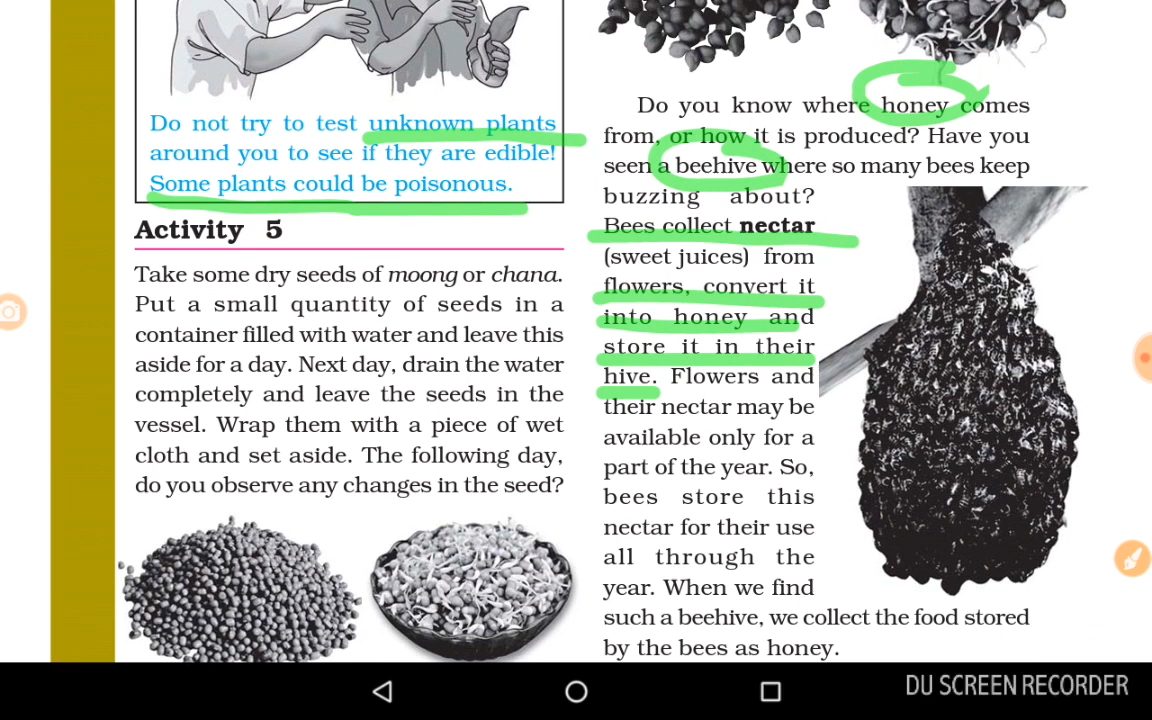 Do not try to test unknown plants
around you to see if they are edible!
Some plants could be poisonous.
Activity 5
Take some dry seeds of moong or chana.
Put a small quantity of seeds in a
container filled with water and leave this
aside for a day. Next day, drain the water
completely and leave the seeds in the
vessel. Wrap them with a piece of wet
cloth and set aside. The following day,
do you observe any changes in the seed?
Do you know where honey comes
from, or how it is produced? Have you
seen a beehive where so many bees keep
buzzing about?
Bees collect nectar
(sweet juices) from
flowers, convert it
into honey and
store it in their
hive. Flowers and
their nectar may be
available only for a
part of the year. So,
bees store this
nectar for their use
all through the
year. When we find
such a beehive, we collect the food stored
by the bees as honey.
DU SCREEN RECORDER